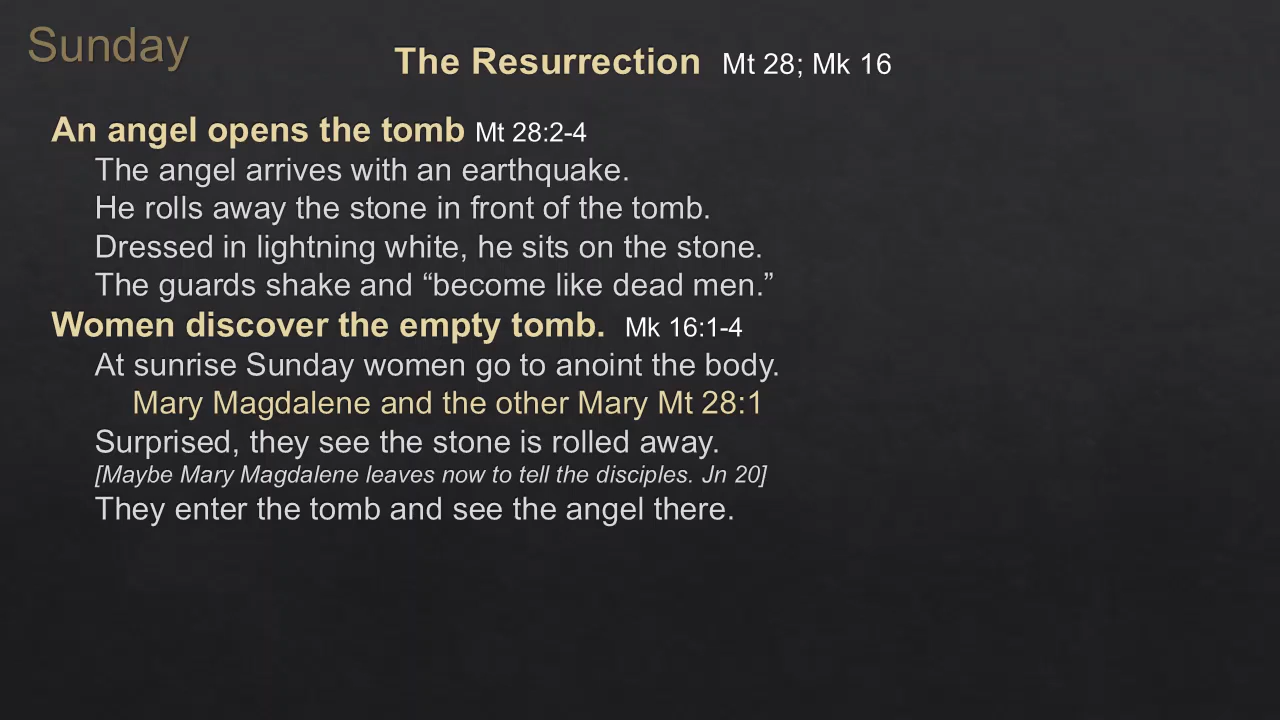 Sunday
The Resurrection Mt 28; Mk 16
An angel opens the tomb Mt 28:2-4
The angel arrives with an earthquake.
He rolls away the stone in front of the tomb.
Dressed in lightning white, he sits on the stone.
The guards shake and “become like dead men.”
Women discover the empty tomb. Mk 16:1-4
At sunrise Sunday women go to anoint the body.
Mary Magdalene and the other Mary Mt 28:1
Surprised, they see the stone is rolled away.
[Maybe Mary Magdalene leaves now to tell the disciples. Jn 20]
They enter the tomb and see the angel there.